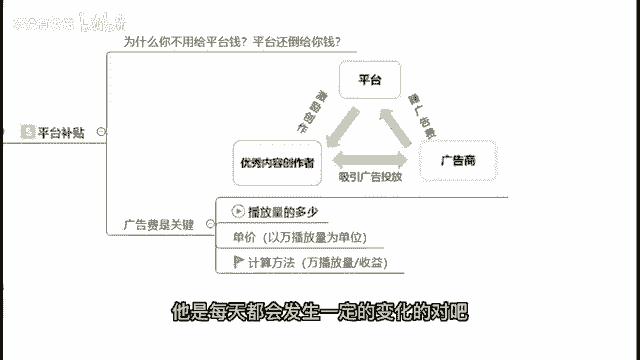 为什么你不用给平台钱？平台还倒给你钱？
平台
激励创作
赚广告费
5 平台补贴
优秀内容创作者
广告商
吸引广告投放
广告费是关键
播放量的多少
单价（以万播放量为单位）
计算方法（万播放量/收益）
他是每天都会发生一定的变化的对吧